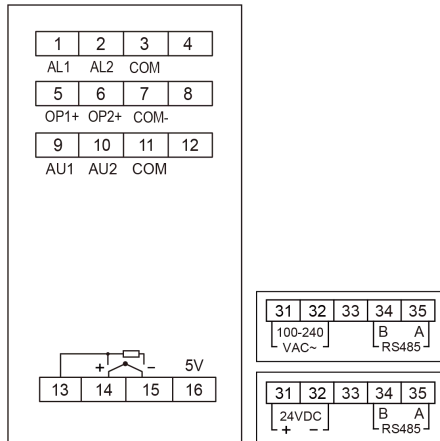 1 2 3 4
AL1 AL2 COM
5 6 7 8
OP1+ OP2+ COM-
9 10 11 12
AU1 AU2 COM
+ − 5V
13 14 15 16
31 32 33 34 35
100-240 B A
VAC~ RS485
31 32 33 34 35
24VDC B A
+ − RS485